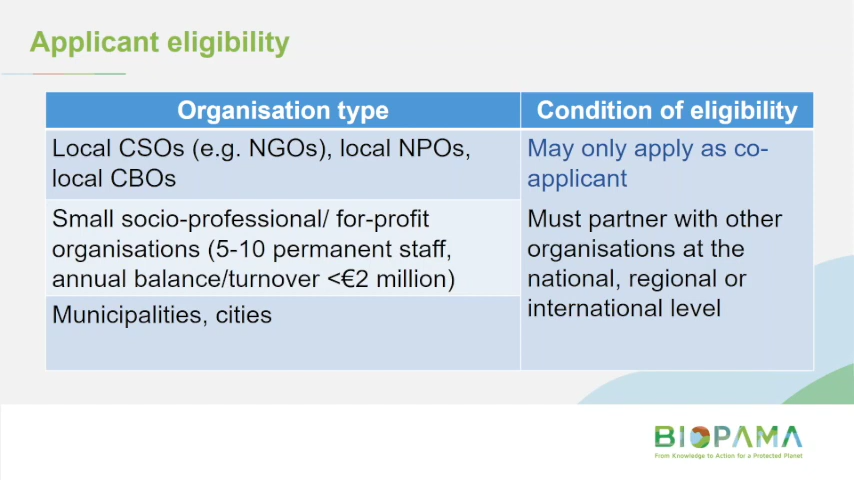 Applicant eligibility
Organisation type
Condition of eligibility
Local CSOs (e.g. NGOs), local NPOs,
local CBOs
Small socio-professional/ for-profit
organisations (5-10 permanent staff,
annual balance/turnover <€2 million)
Municipalities, cities
May only apply as co-
applicant
Must partner with other
organisations at the
national, regional or
international level
BIOPAMA
From Knowledge to Action for a Protected Planet